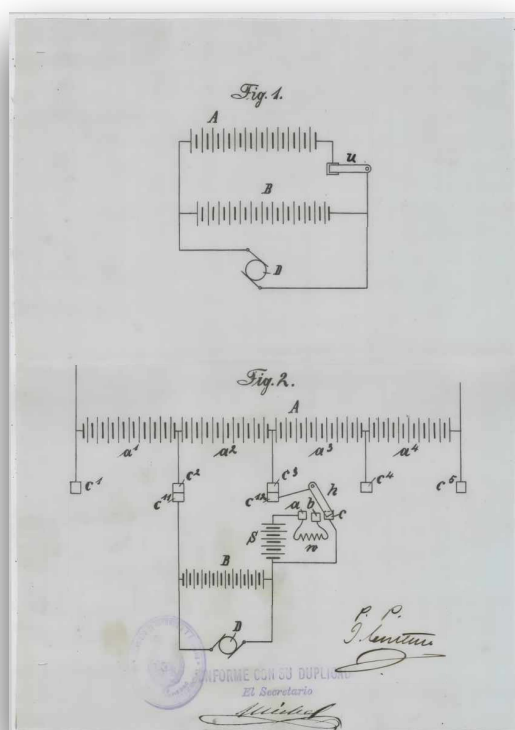 Fig. 1.
A
u
B
D
Fig. 2.
A
a¹ a² a³ a⁴
c¹ c² c³ c⁴ c⁵
c¹¹ c¹² h
a b c
S w
B
D
P. P.
CONFORME CON SU DUPLICADO
El Secretario